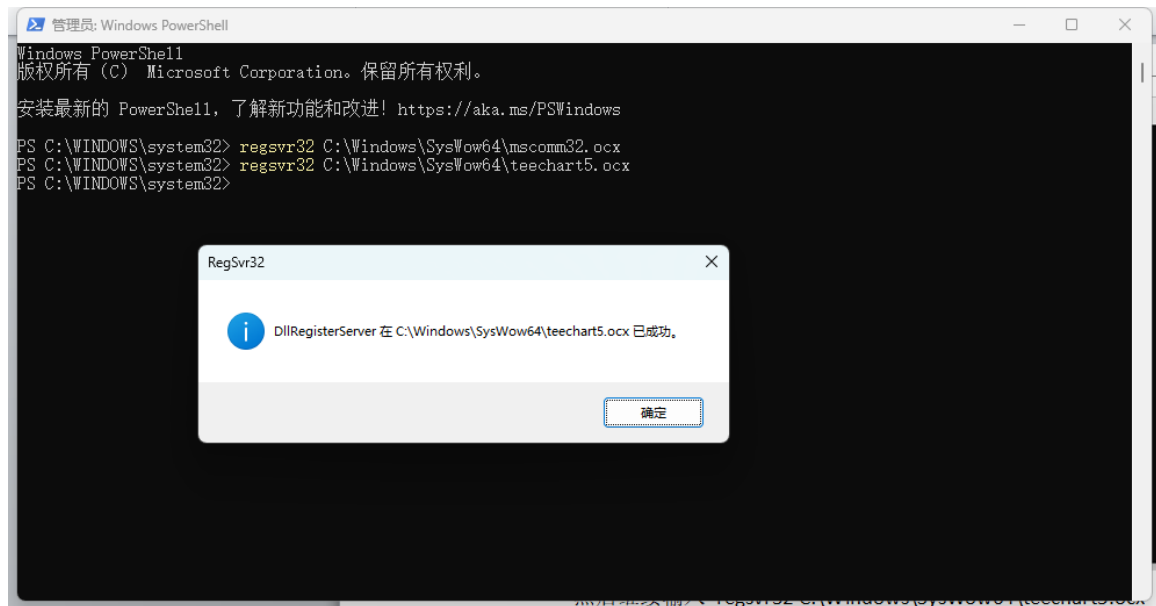 管理员: Windows PowerShell
Windows PowerShell
版权所有（C） Microsoft Corporation。保留所有权利。
安装最新的 PowerShell，了解新功能和改进！https://aka.ms/PSWindows
PS C:\WINDOWS\system32> regsvr32 C:\Windows\SysWow64\mscomm32.ocx
PS C:\WINDOWS\system32> regsvr32 C:\Windows\SysWow64\teechart5.ocx
PS C:\WINDOWS\system32>
RegSvr32
DllRegisterServer 在 C:\Windows\SysWow64\teechart5.ocx 已成功。
确定